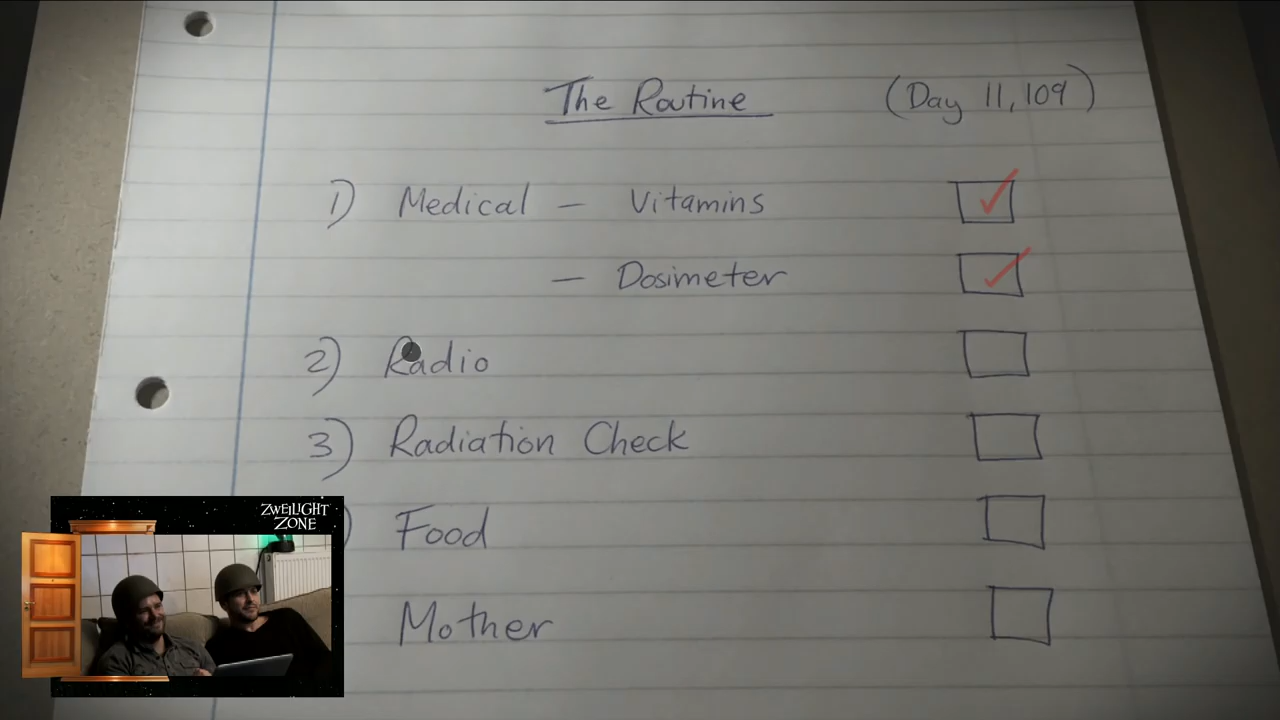 The Routine (Day 11,109)
1) Medical – Vitamins
– Dosimeter
2) Radio
3) Radiation Check
) Food
Mother
ZWEILIGHT
ZONE